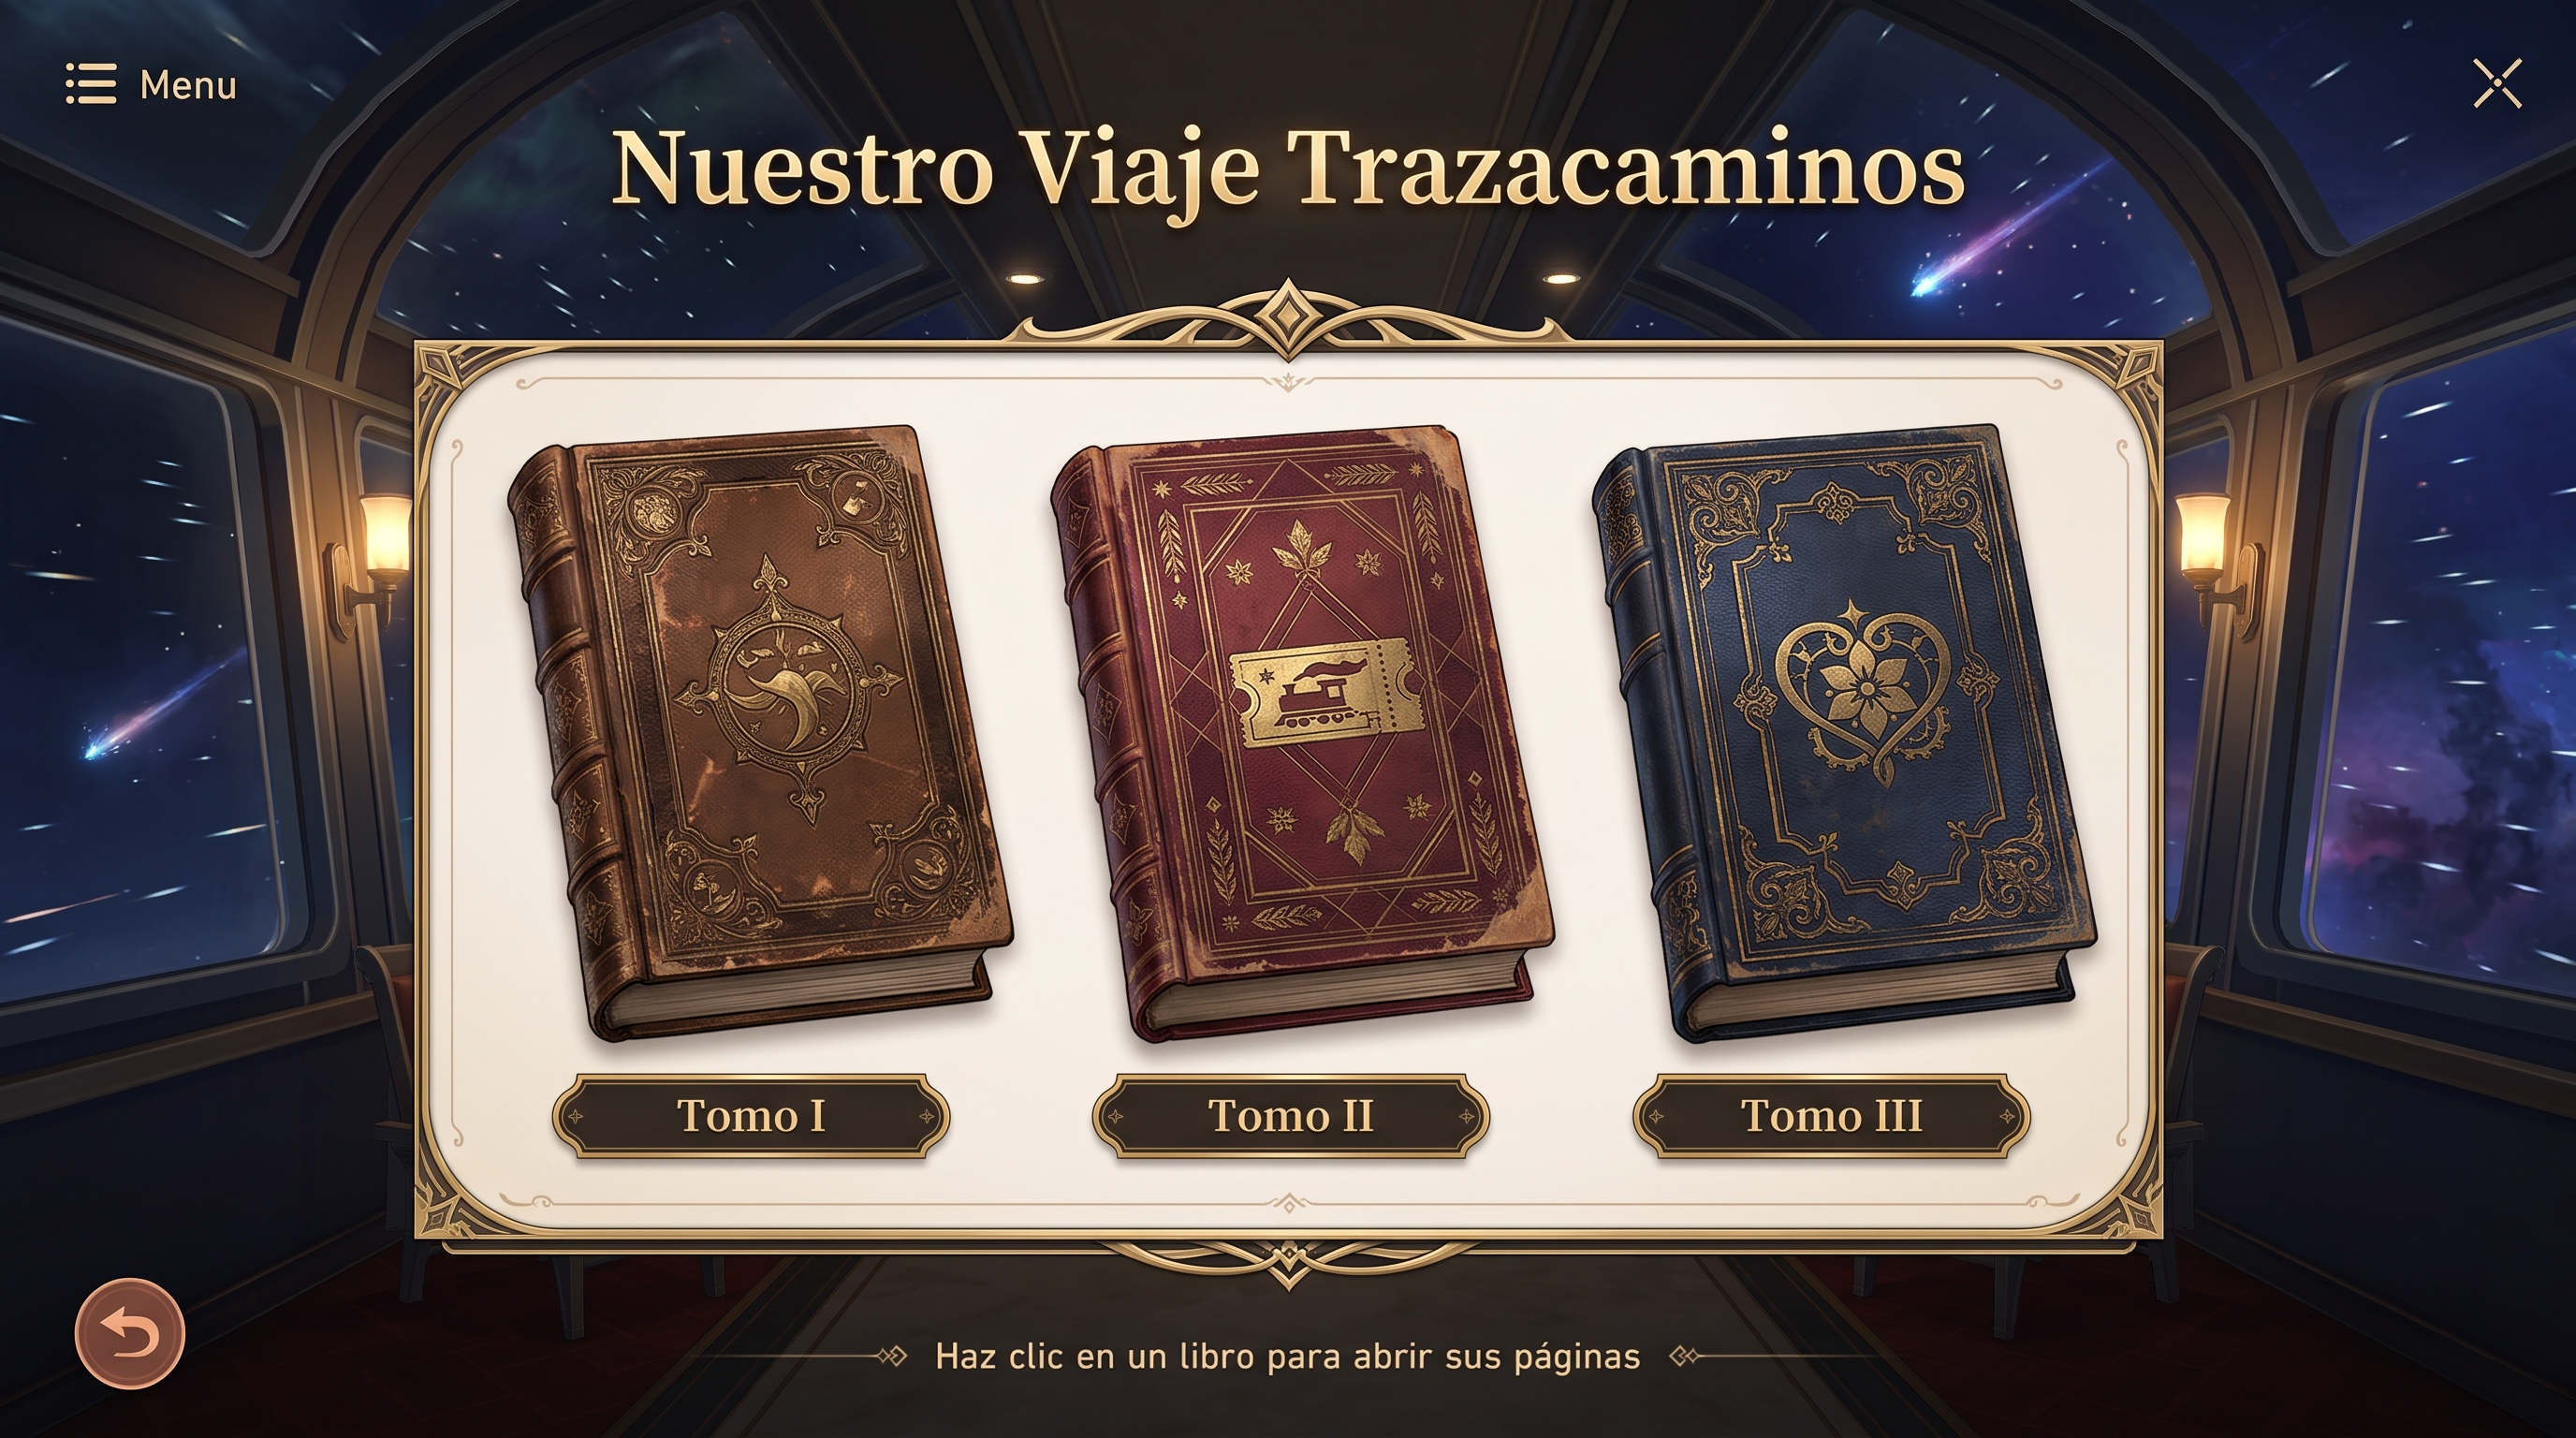 Menu
Nuestro Viaje Trazacaminos
Tomo I
Tomo II
Tomo III
Haz clic en un libro para abrir sus páginas